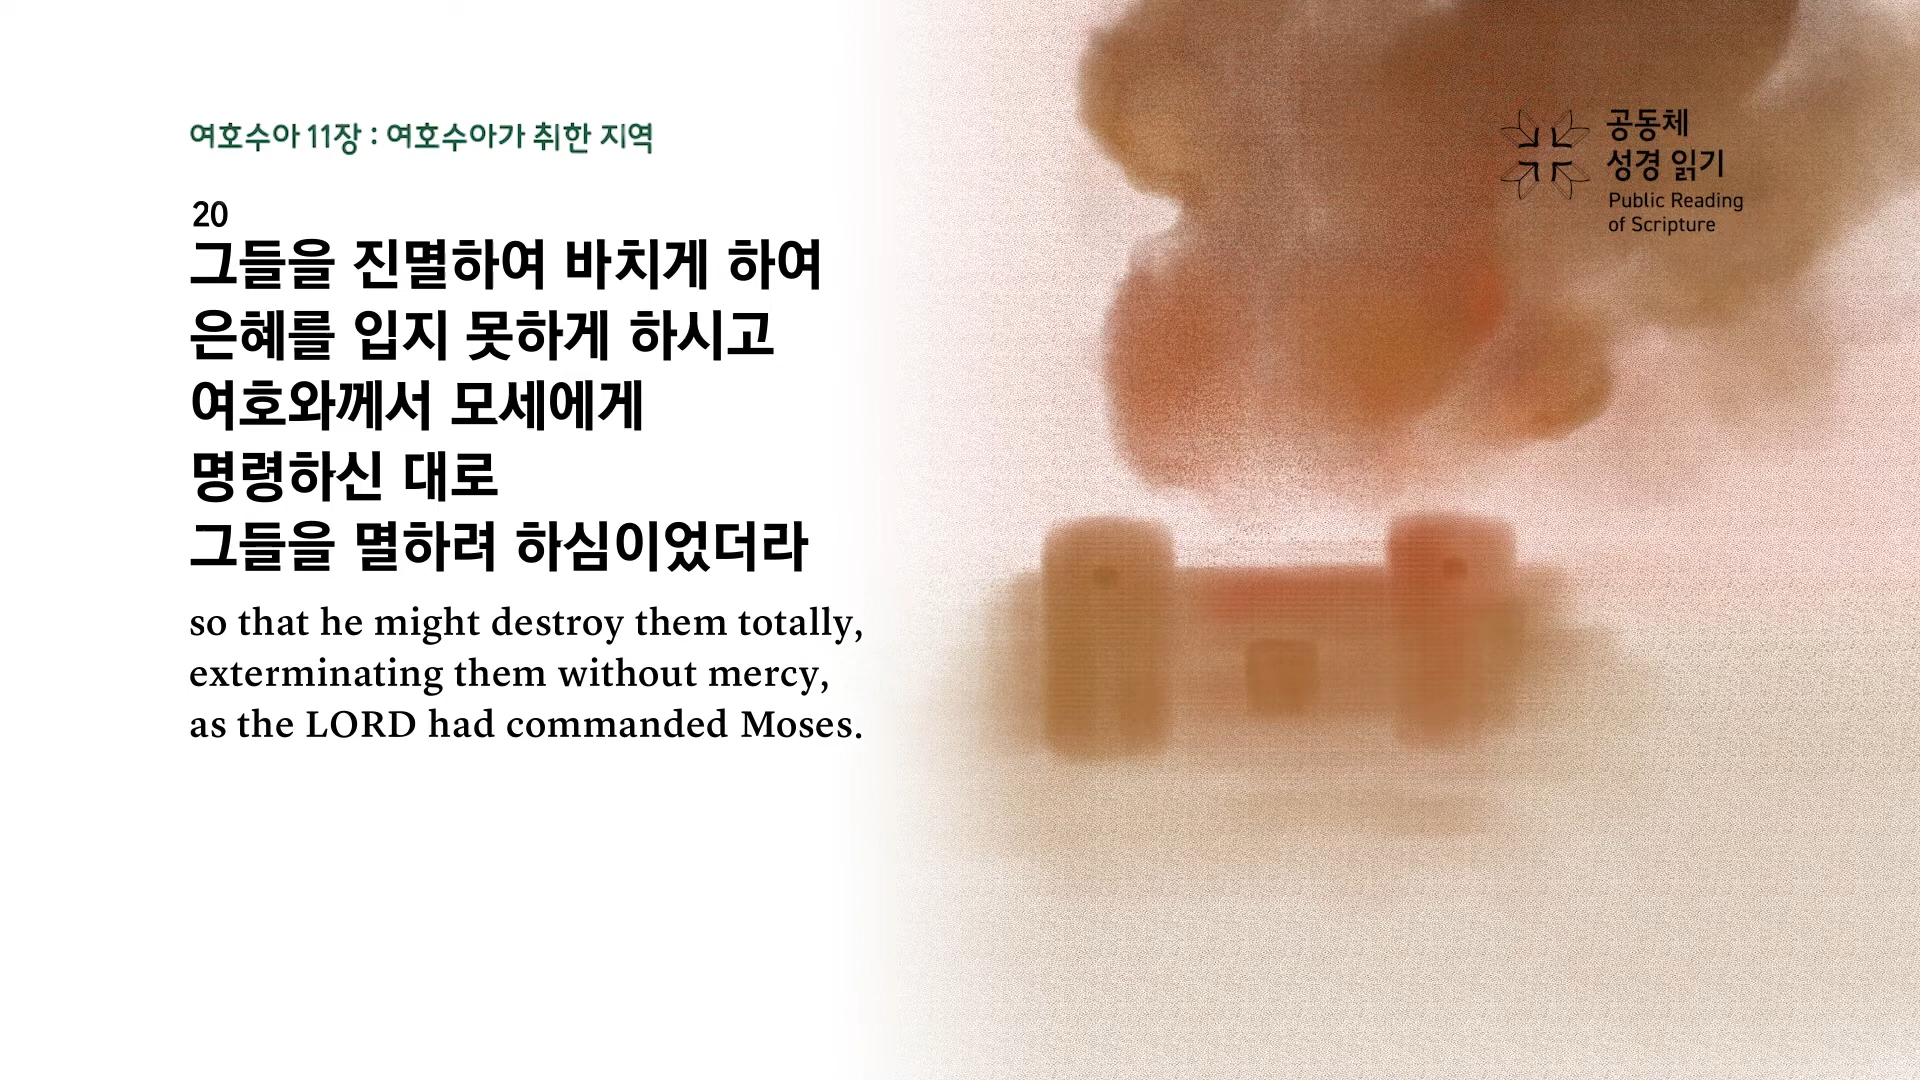 여호수아 11장 : 여호수아가 취한 지역
20
그들을 진멸하여 바치게 하여
은혜를 입지 못하게 하시고
여호와께서 모세에게
명령하신 대로
그들을 멸하려 하심이었더라
so that he might destroy them totally,
exterminating them without mercy,
as the LORD had commanded Moses.
공동체
성경 읽기
Public Reading
of Scripture